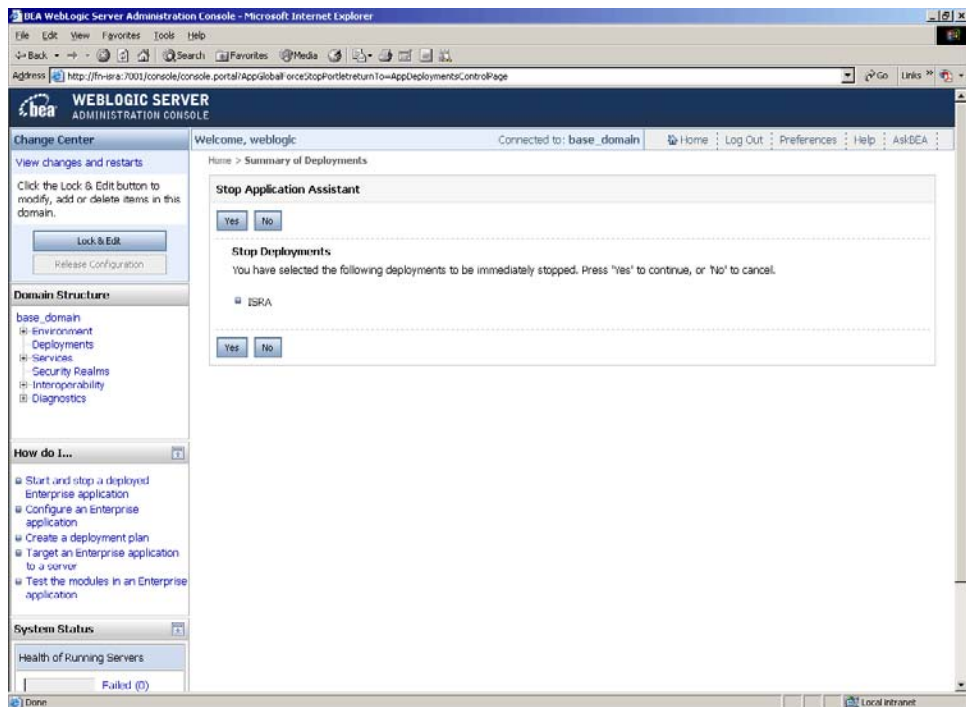 BEA WebLogic Server Administration Console - Microsoft Internet Explorer
File Edit View Favorites Tools Help
Back Search Favorites Media
Address http://fn-isra:7001/console/console.portal?AppGlobalForceStopPortletreturnTo=AppDeploymentsControlPage Go Links »
bea WEBLOGIC SERVER
ADMINISTRATION CONSOLE
Change Center
View changes and restarts
Click the Lock & Edit button to
modify, add or delete items in this
domain.
Lock & Edit
Release Configuration
Domain Structure
base_domain
Environment
Deployments
Services
Security Realms
Interoperability
Diagnostics
How do I...
Start and stop a deployed
Enterprise application
Configure an Enterprise
application
Create a deployment plan
Target an Enterprise application
to a server
Test the modules in an Enterprise
application
System Status
Health of Running Servers
Failed (0)
Welcome, weblogic Connected to: base_domain Home Log Out Preferences Help AskBEA
Home > Summary of Deployments
Stop Application Assistant
Yes No
Stop Deployments
You have selected the following deployments to be immediately stopped. Press 'Yes' to continue, or 'No' to cancel.
ISRA
Yes No
Done Local intranet